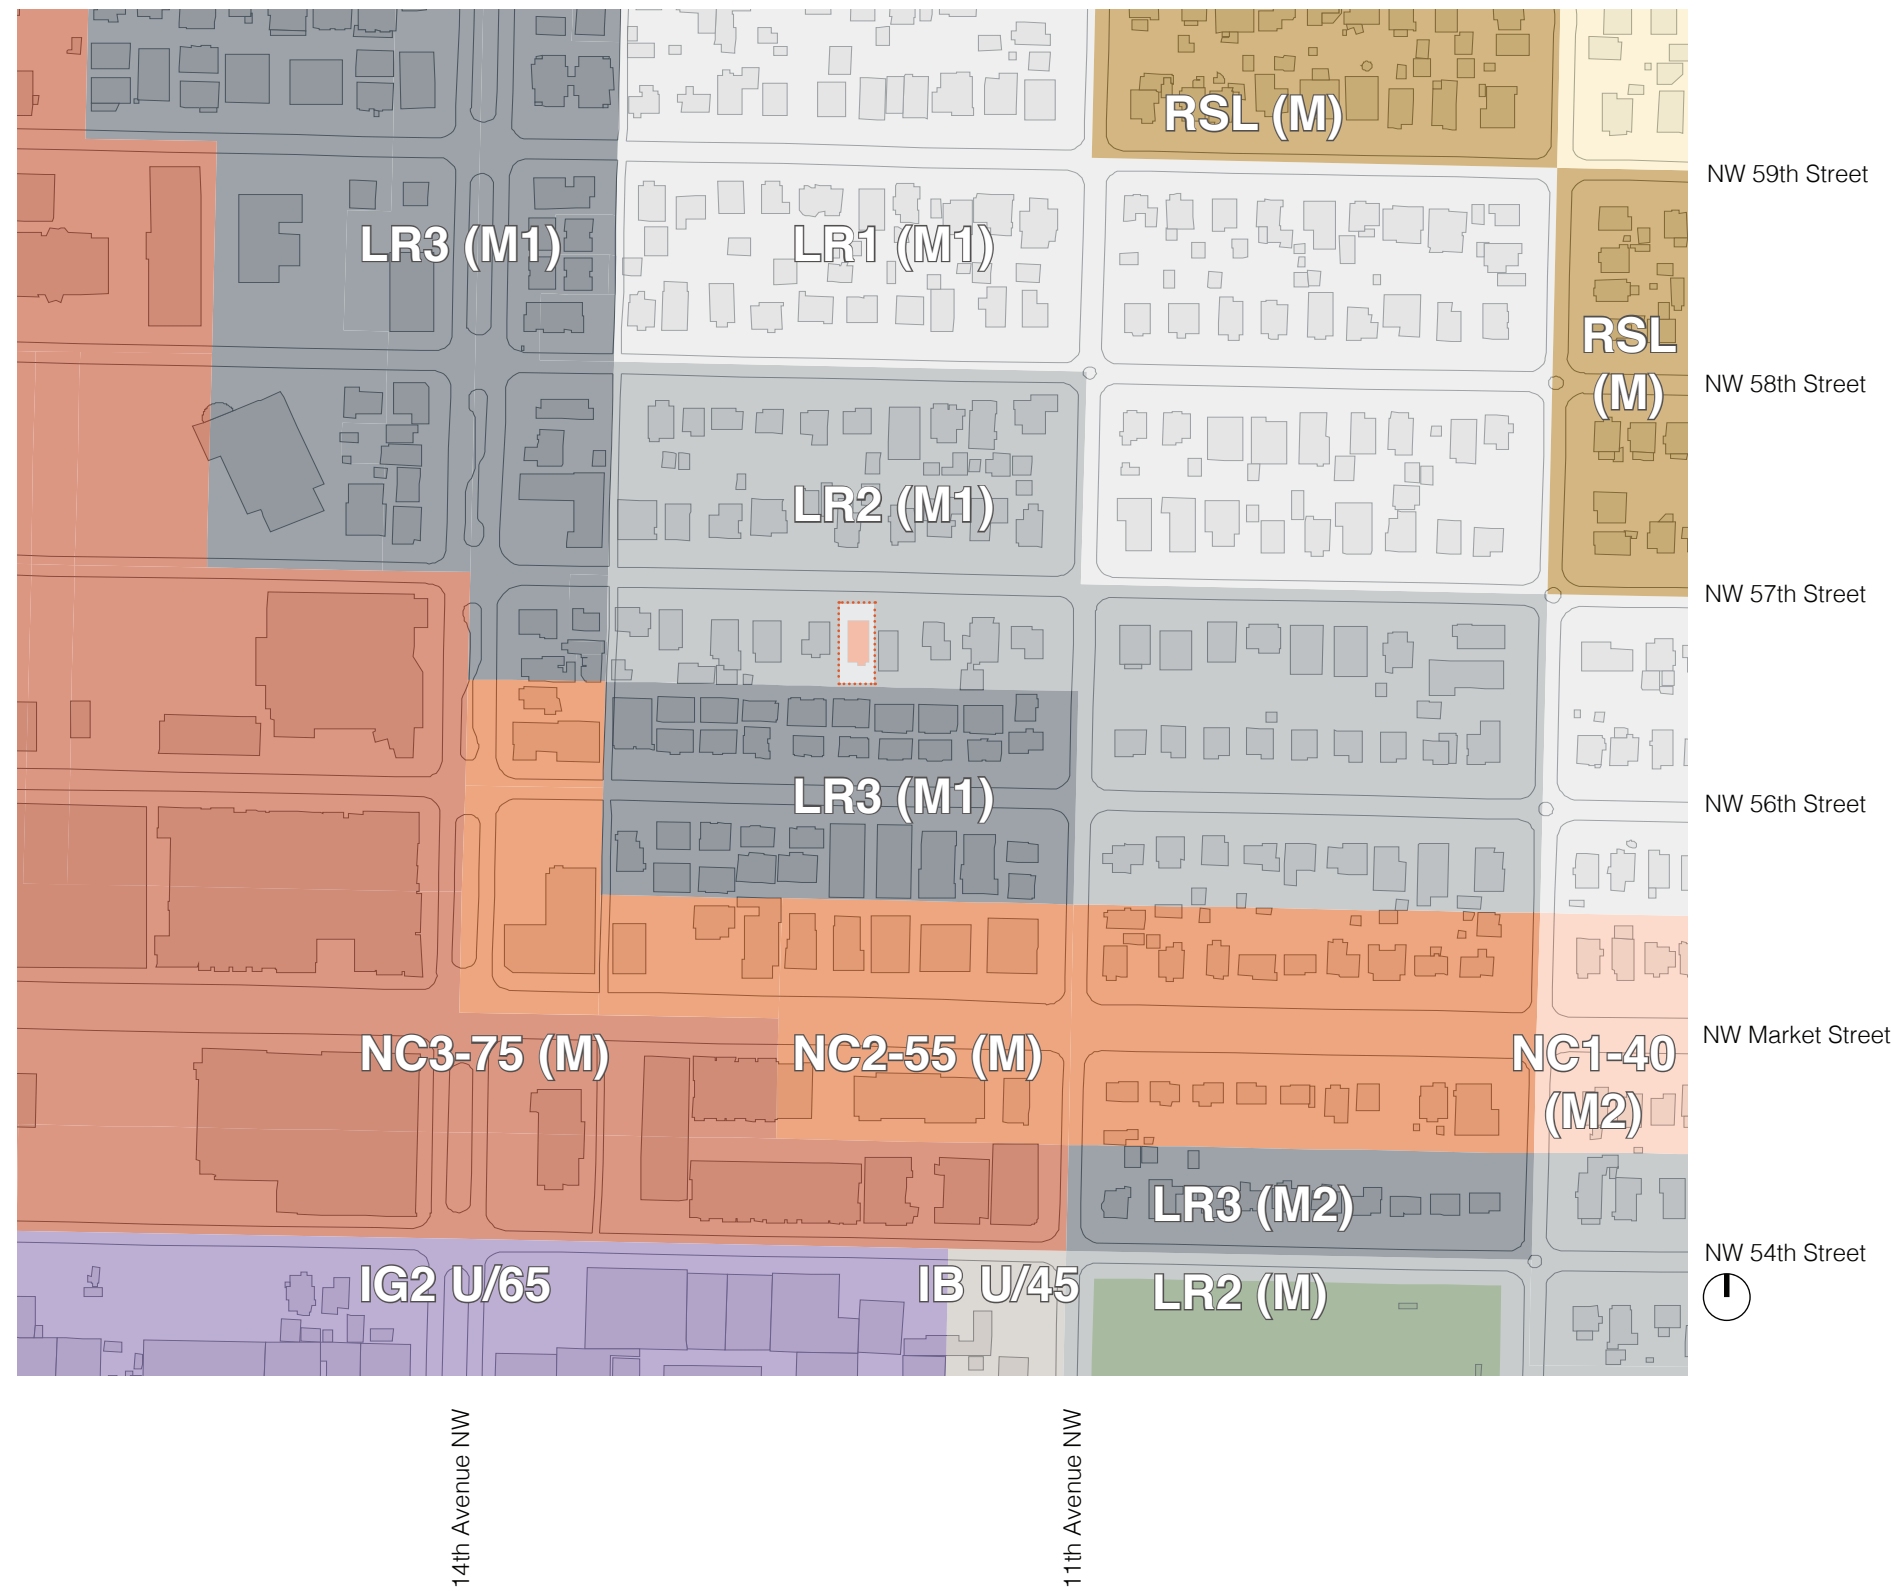 RSL (M)
NW 59th Street
LR3 (M1)
LR1 (M1)
RSL
(M)
NW 58th Street
LR2 (M1)
NW 57th Street
LR3 (M1)
NW 56th Street
NC3-75 (M)
NC2-55 (M)
NC1-40
(M2)
NW Market Street
LR3 (M2)
NW 54th Street
IG2 U/65
IB U/45
LR2 (M)
14th Avenue NW
11th Avenue NW